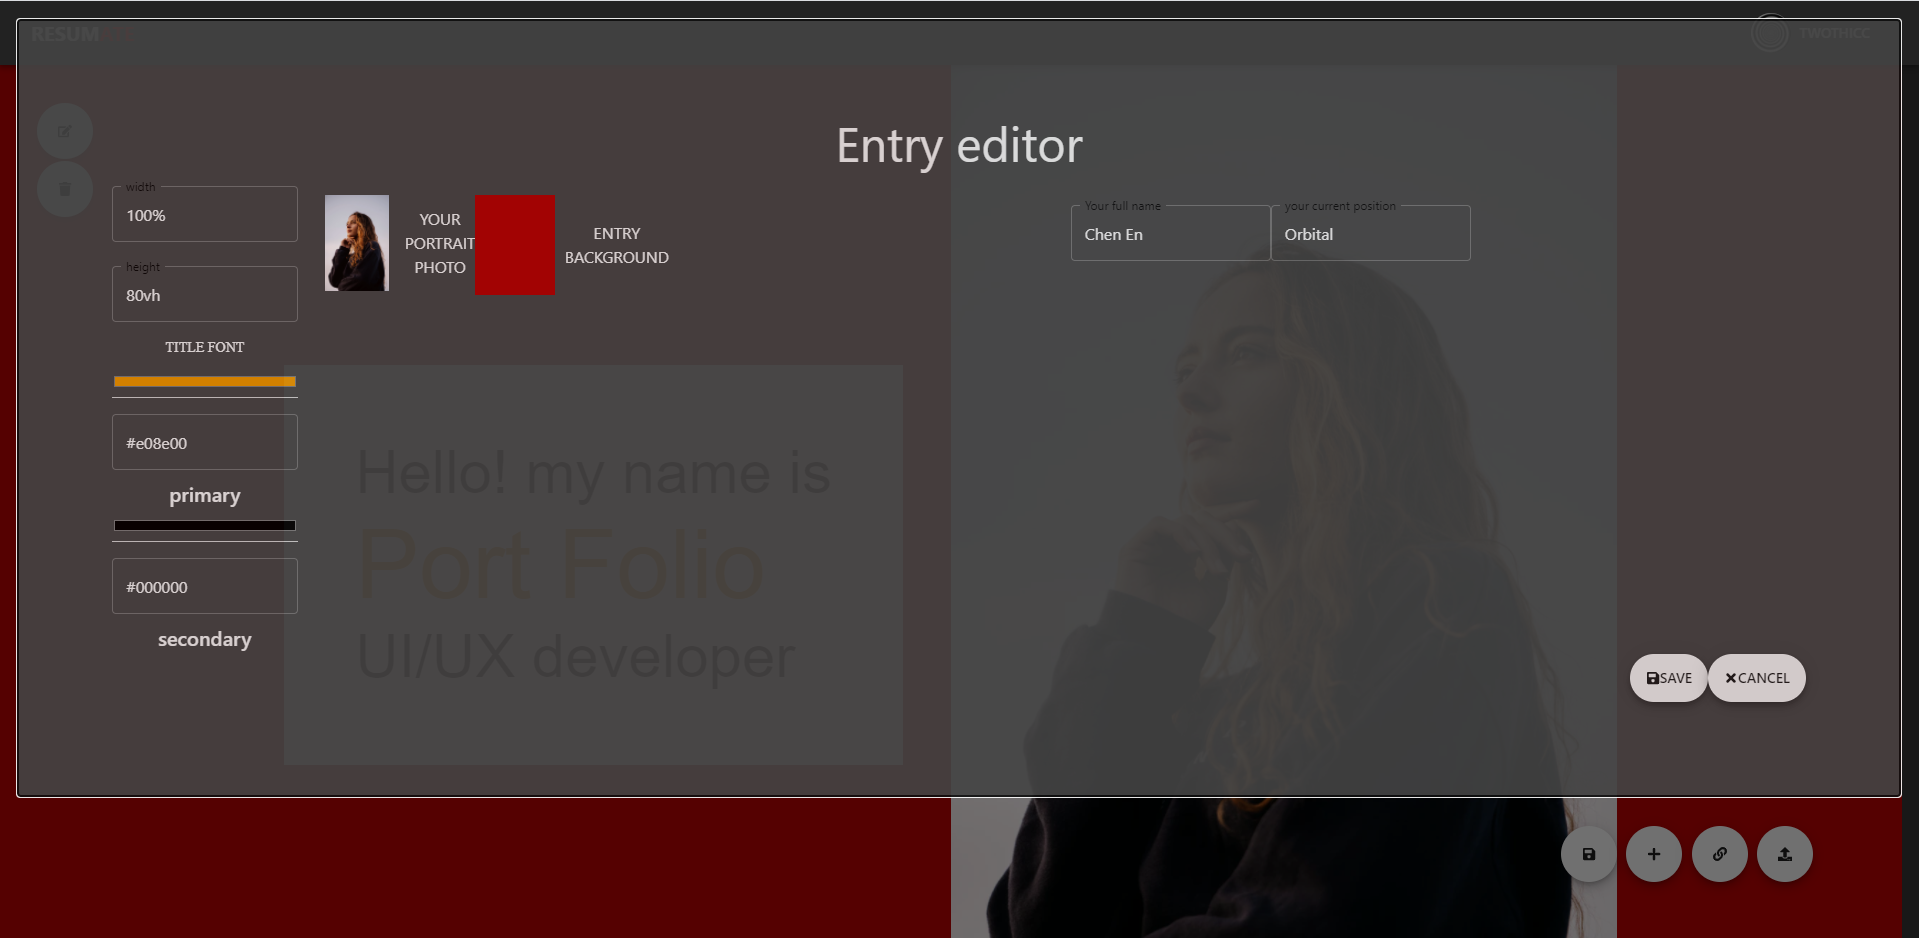 RESUM
TWOTHICC
Entry editor
width
100%
height
80vh
TITLE FONT
#e08e00
primary
#000000
secondary
YOUR
PORTRAIT
PHOTO
ENTRY
BACKGROUND
Your full name
Chen En
your current position
Orbital
Hello! my name is
Port Folio
UI/UX developer
SAVE
CANCEL